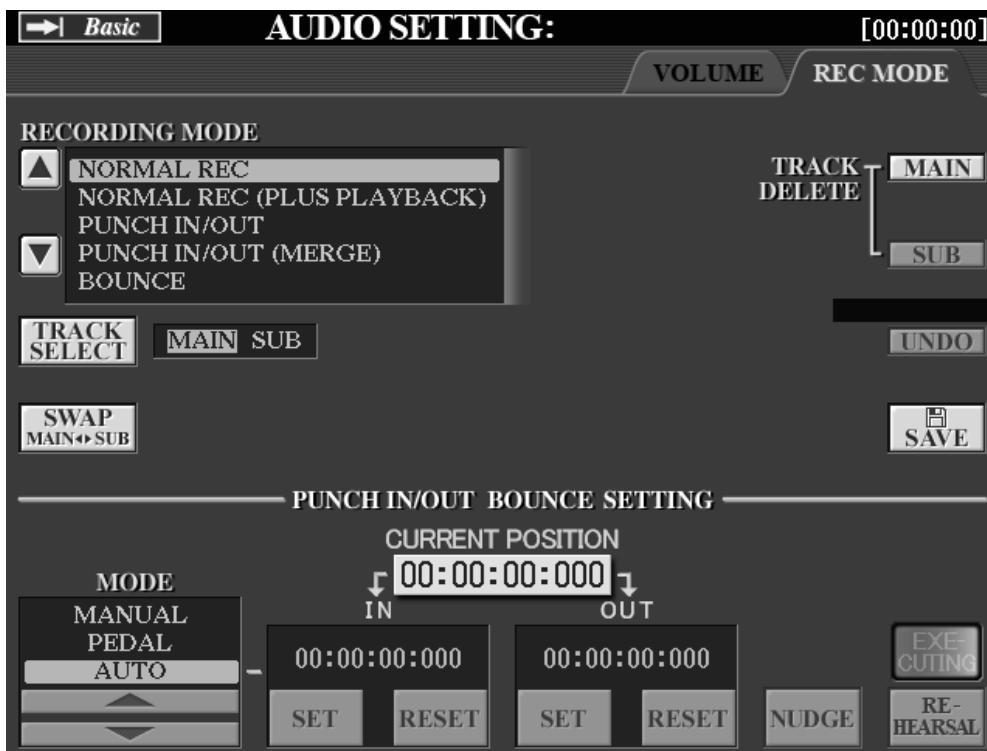 Basic
AUDIO SETTING:
[00:00:00]
VOLUME
REC MODE
RECORDING MODE
NORMAL REC
NORMAL REC (PLUS PLAYBACK)
PUNCH IN/OUT
PUNCH IN/OUT (MERGE)
BOUNCE
TRACK
DELETE
MAIN
SUB
TRACK
SELECT
MAIN SUB
UNDO
SWAP
MAIN◂▸SUB
SAVE
PUNCH IN/OUT BOUNCE SETTING
CURRENT POSITION
00:00:00:000
IN
OUT
MODE
MANUAL
PEDAL
AUTO
00:00:00:000
SET
RESET
00:00:00:000
SET
RESET
NUDGE
EXE-
CUTING
RE-
HEARSAL